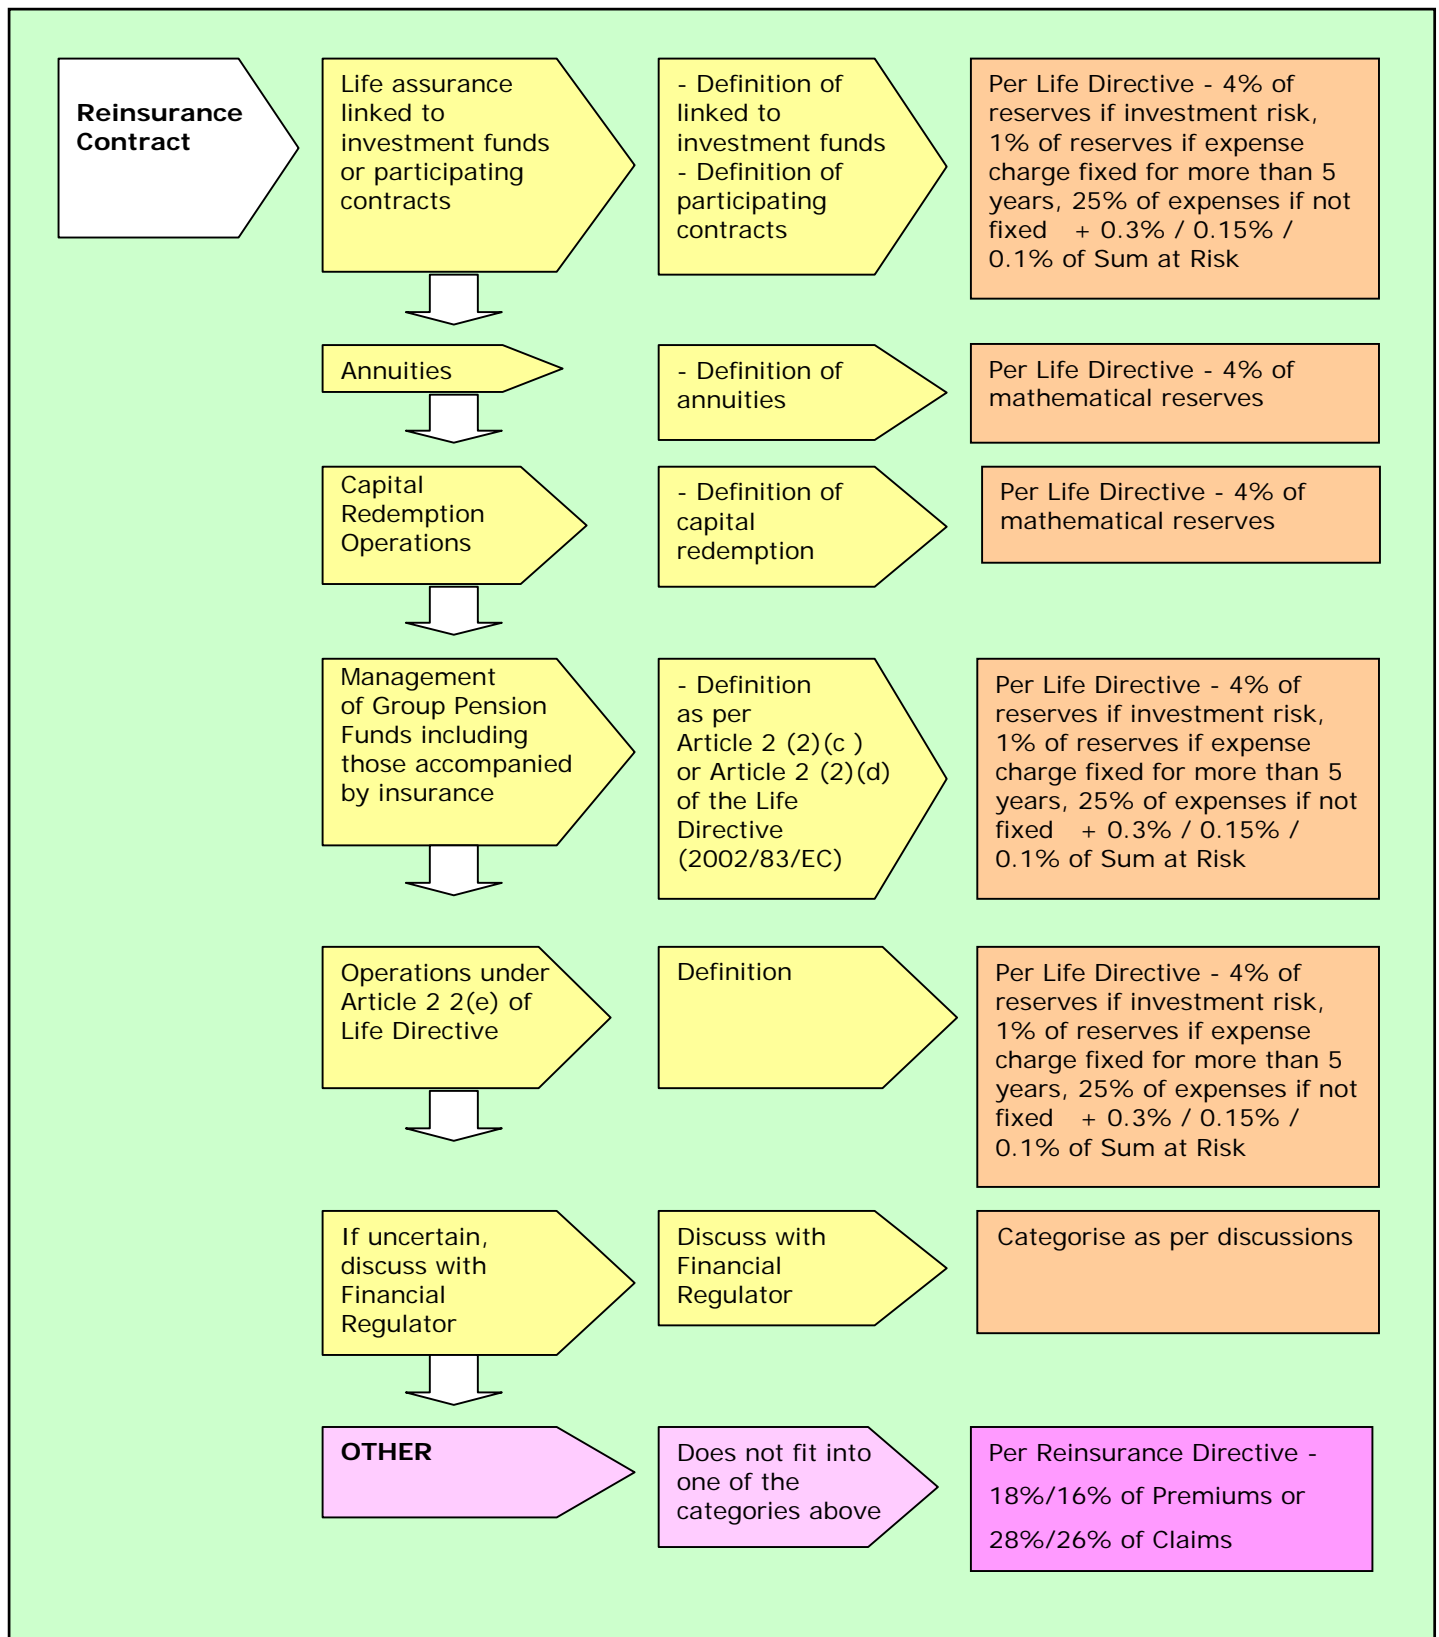 Reinsurance
Contract
Life assurance
linked to
investment funds
or participating
contracts
- Definition of
linked to
investment funds
- Definition of
participating
contracts
Per Life Directive - 4% of
reserves if investment risk,
1% of reserves if expense
charge fixed for more than 5
years, 25% of expenses if not
fixed + 0.3% / 0.15% /
0.1% of Sum at Risk
Annuities
- Definition of
annuities
Per Life Directive - 4% of
mathematical reserves
Capital
Redemption
Operations
- Definition of
capital
redemption
Per Life Directive - 4% of
mathematical reserves
Management
of Group Pension
Funds including
those accompanied
by insurance
- Definition
as per
Article 2 (2)(c )
or Article 2 (2)(d)
of the Life
Directive
(2002/83/EC)
Per Life Directive - 4% of
reserves if investment risk,
1% of reserves if expense
charge fixed for more than 5
years, 25% of expenses if not
fixed + 0.3% / 0.15% /
0.1% of Sum at Risk
Operations under
Article 2 2(e) of
Life Directive
Definition
Per Life Directive - 4% of
reserves if investment risk,
1% of reserves if expense
charge fixed for more than 5
years, 25% of expenses if not
fixed + 0.3% / 0.15% /
0.1% of Sum at Risk
If uncertain,
discuss with
Financial
Regulator
Discuss with
Financial
Regulator
Categorise as per discussions
OTHER
Does not fit into
one of the
categories above
Per Reinsurance Directive -
18%/16% of Premiums or
28%/26% of Claims